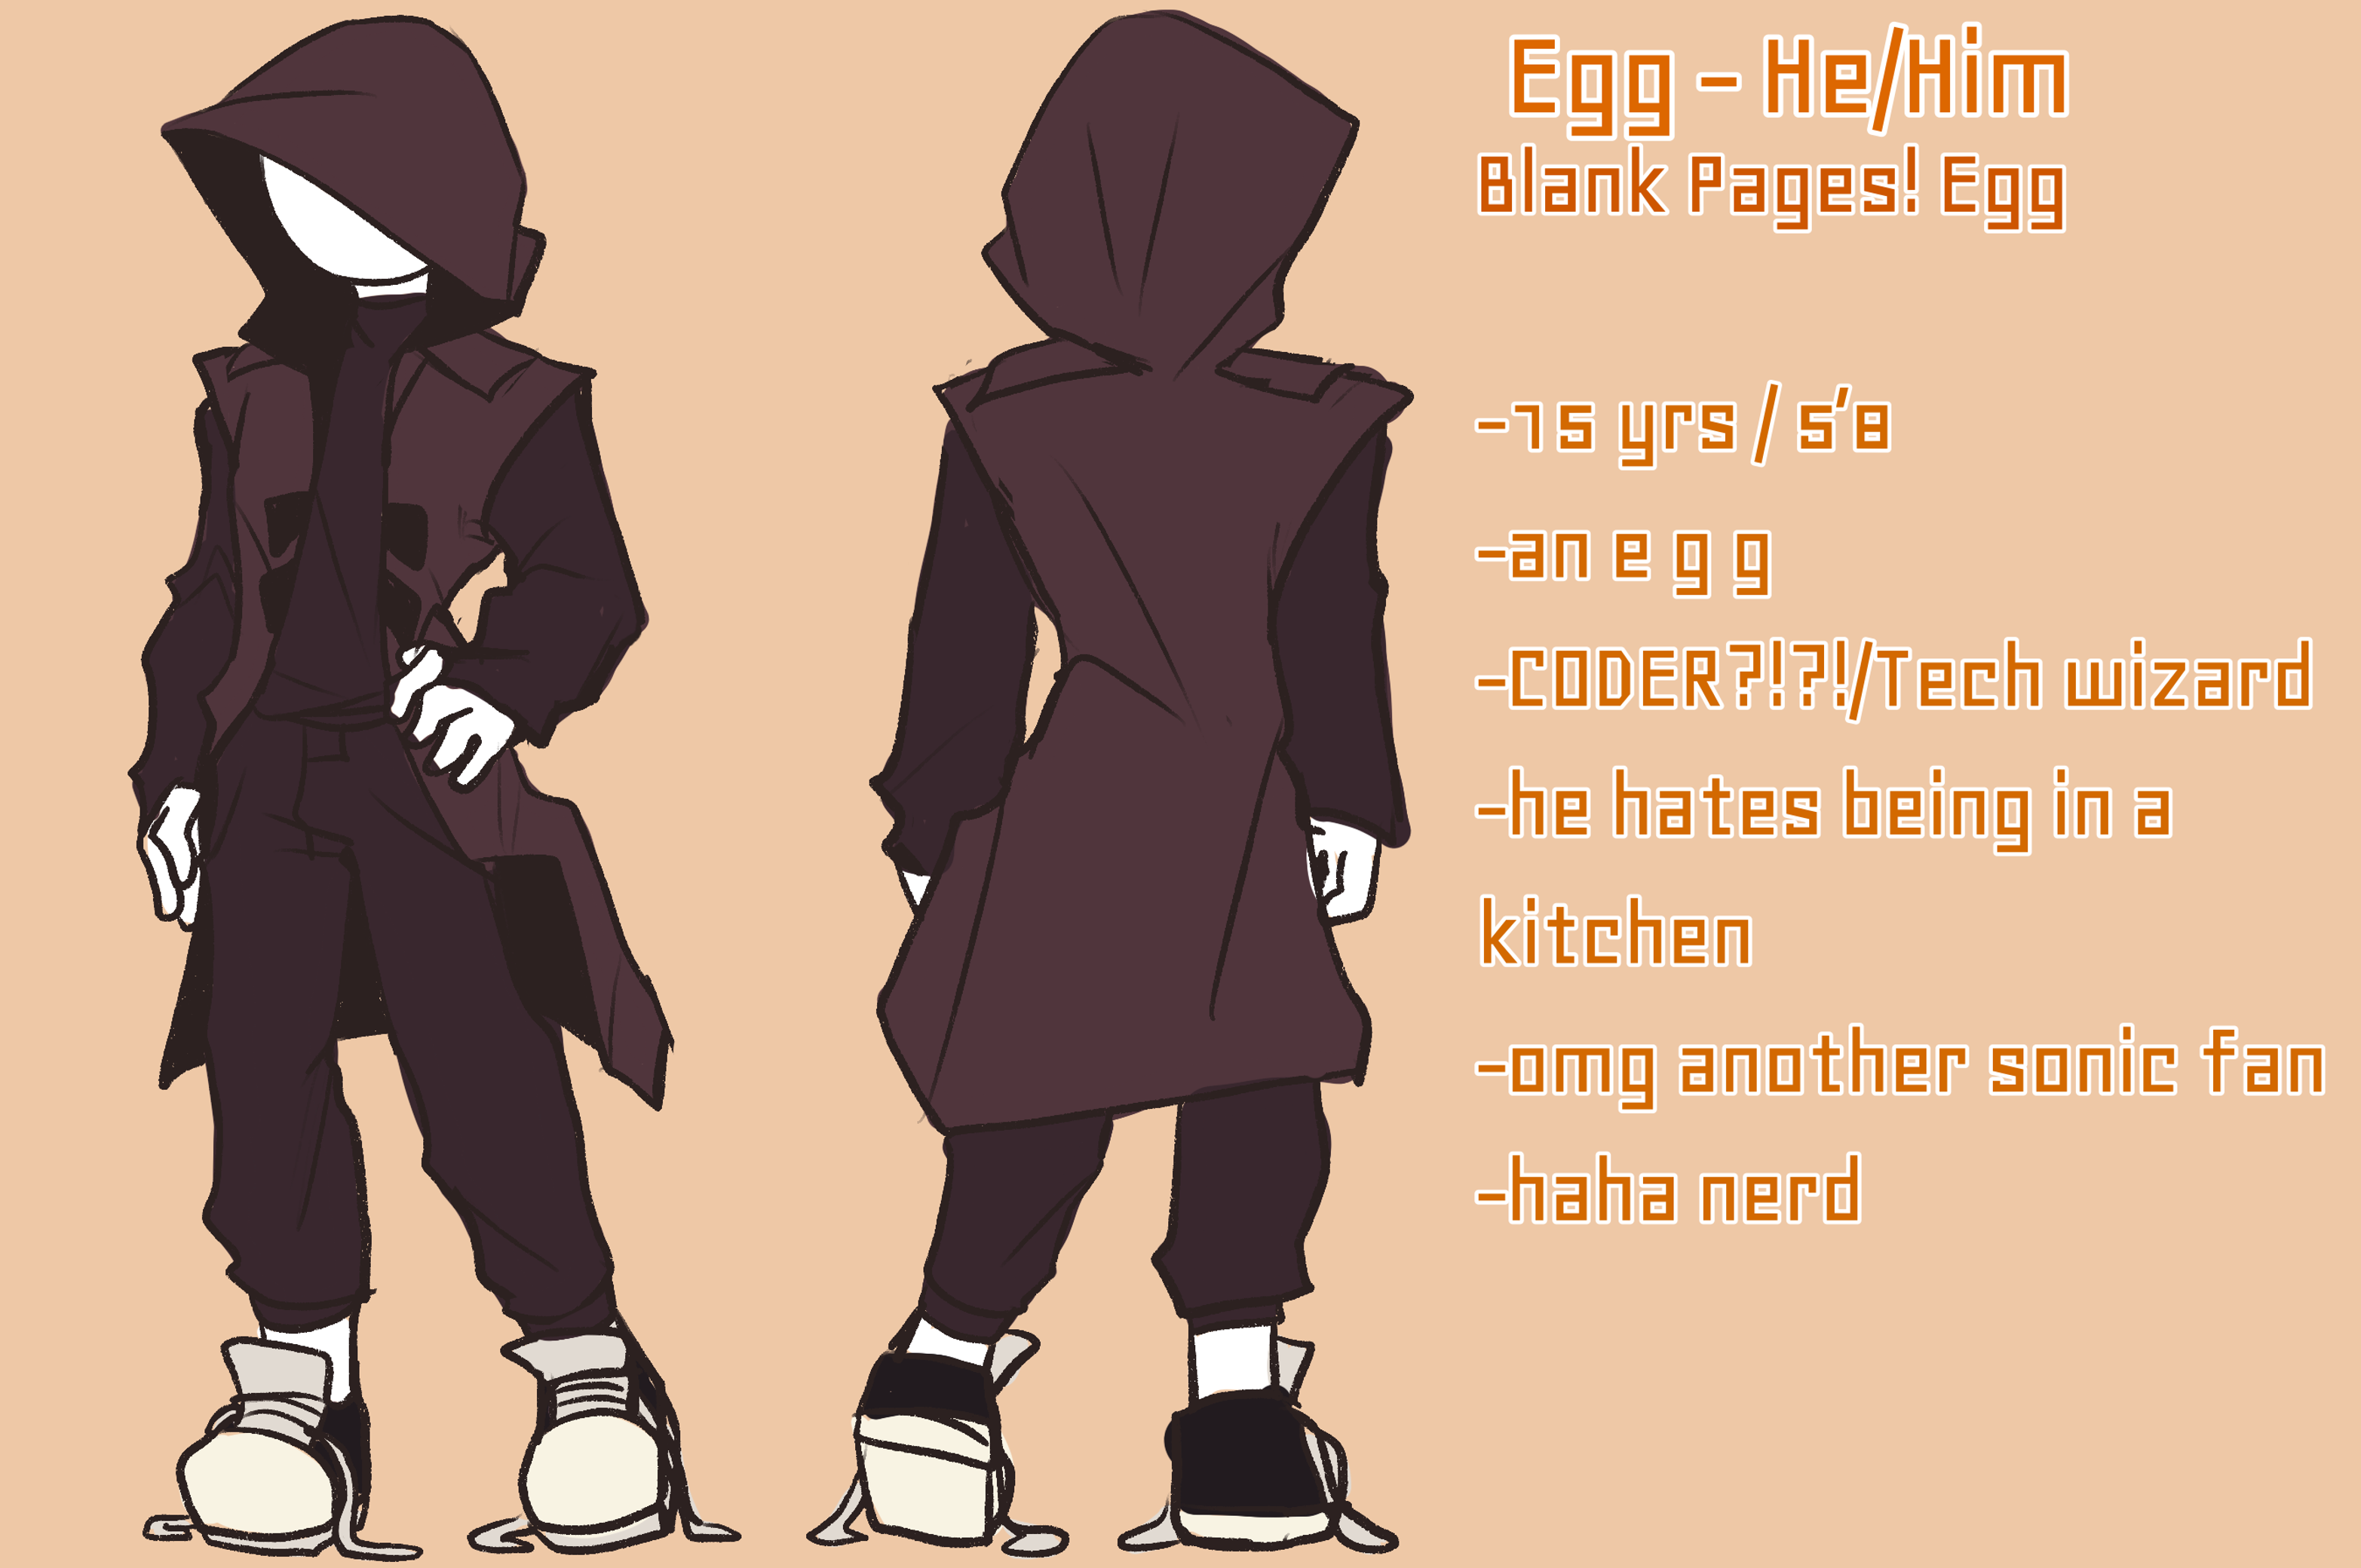 Egg - He/Him
Blank Pages! Egg
-15 yrs / 5'8
-an e g g
-CODER?!?!/Tech wizard
-he hates being in a
kitchen
-omg another sonic fan
-haha nerd